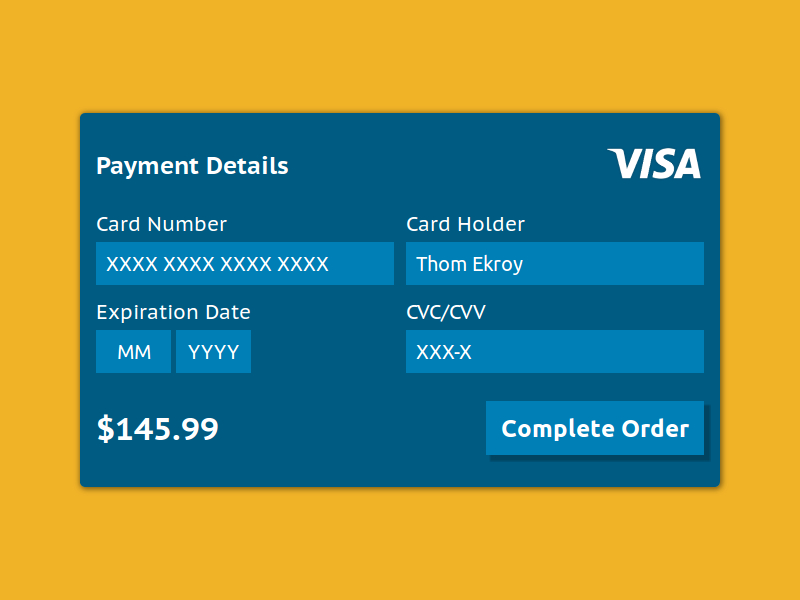 Payment Details
VISA
Card Number
Card Holder
XXXX XXXX XXXX XXXX
Thom Ekroy
Expiration Date
CVC/CVV
MM
YYYY
XXX-X
$145.99
Complete Order